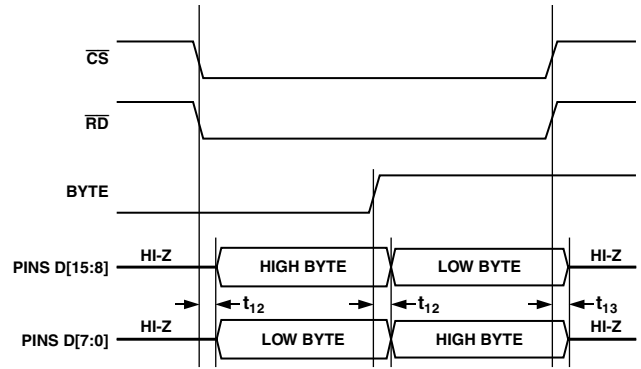 CS
RD
BYTE
PINS D[15:8] HI-Z HIGH BYTE LOW BYTE HI-Z
t12 t12 t13
PINS D[7:0] HI-Z LOW BYTE HIGH BYTE HI-Z